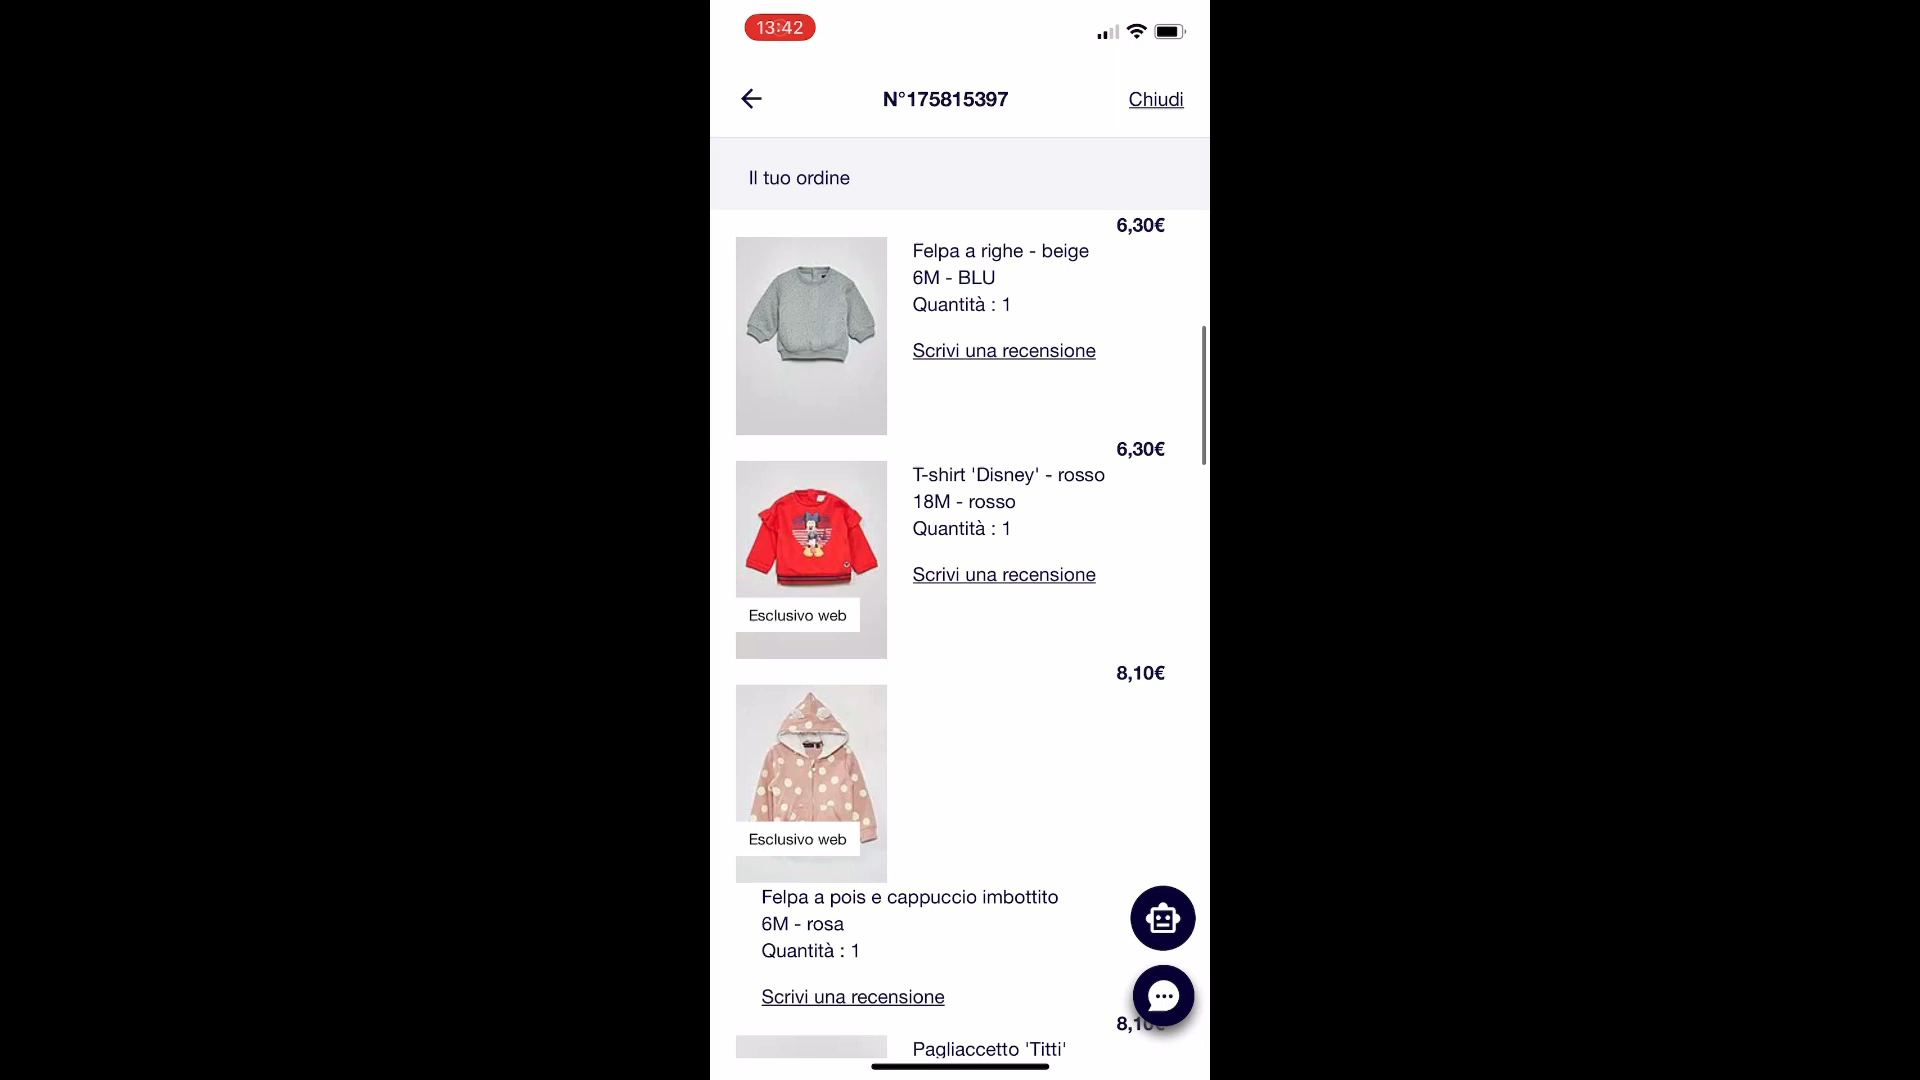 13:42
N°175815397
Chiudi
Il tuo ordine
6,30€
Felpa a righe - beige
6M - BLU
Quantità : 1
Scrivi una recensione
6,30€
T-shirt 'Disney' - rosso
18M - rosso
Quantità : 1
Scrivi una recensione
Esclusivo web
8,10€
Esclusivo web
Felpa a pois e cappuccio imbottito
6M - rosa
Quantità : 1
Scrivi una recensione
8,10€
Pagliaccetto 'Titti'